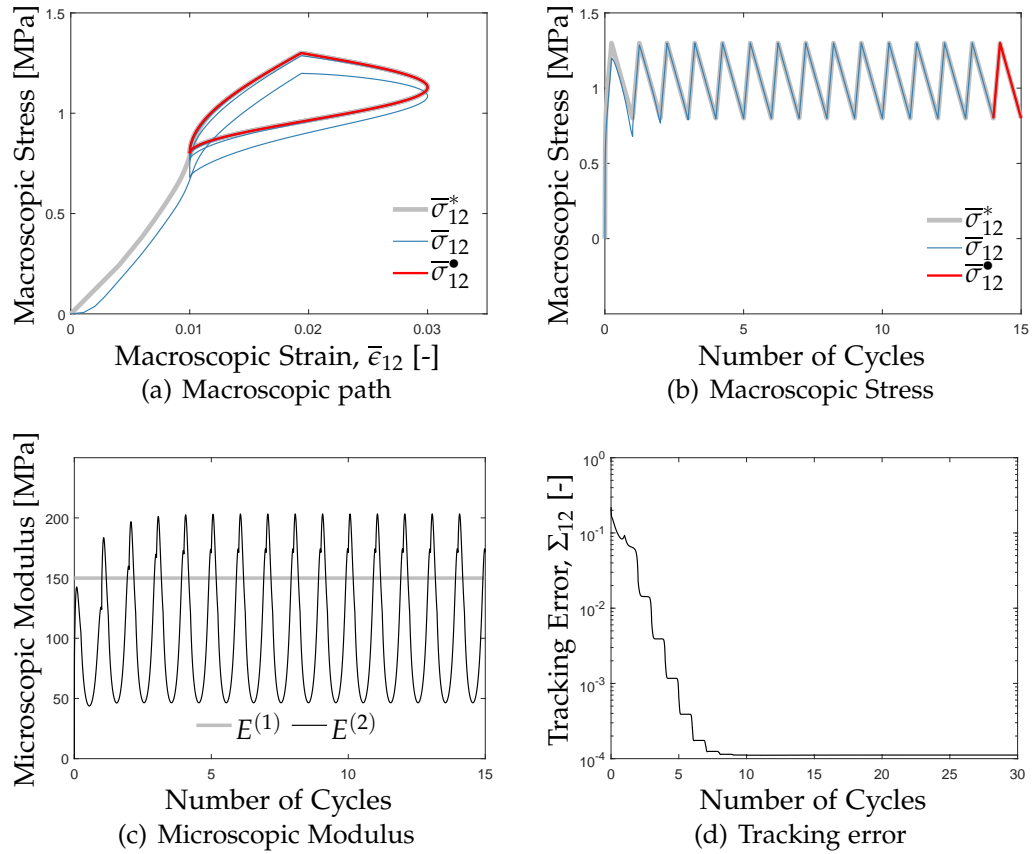 Macroscopic Stress [MPa]
1.5
1
0.5
0
0
0.01
0.02
0.03
σ̅*₁₂
σ̅₁₂
σ̅•₁₂
Macroscopic Strain, ϵ̅₁₂ [-]
(a) Macroscopic path
Macroscopic Stress [MPa]
1.5
1
0.5
0
0
5
10
15
σ̅*₁₂
σ̅₁₂
σ̅•₁₂
Number of Cycles
(b) Macroscopic Stress
Microscopic Modulus [MPa]
200
150
100
50
0
0
5
10
15
E⁽¹⁾
E⁽²⁾
Number of Cycles
(c) Microscopic Modulus
Tracking Error, Σ₁₂ [-]
10⁰
10⁻¹
10⁻²
10⁻³
10⁻⁴
0
5
10
15
20
25
30
Number of Cycles
(d) Tracking error